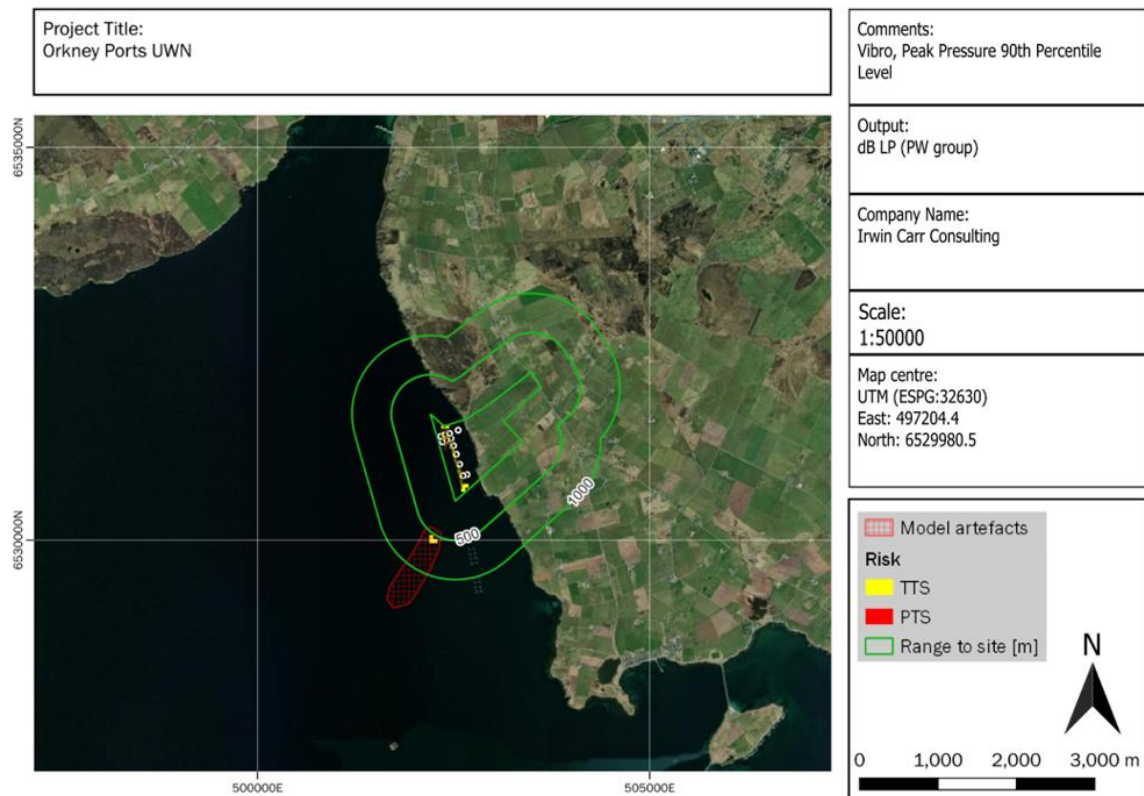 Project Title:
Orkney Ports UWN
Comments:
Vibro, Peak Pressure 90th Percentile
Level
Output:
dB LP (PW group)
Company Name:
Irwin Carr Consulting
Scale:
1:50000
Map centre:
UTM (ESPG:32630)
East: 497204.4
North: 6529980.5
6535000N
6530000N
500
1000
500000E
505000E
Model artefacts
Risk
TTS
PTS
Range to site [m]
N
0 1,000 2,000 3,000 m